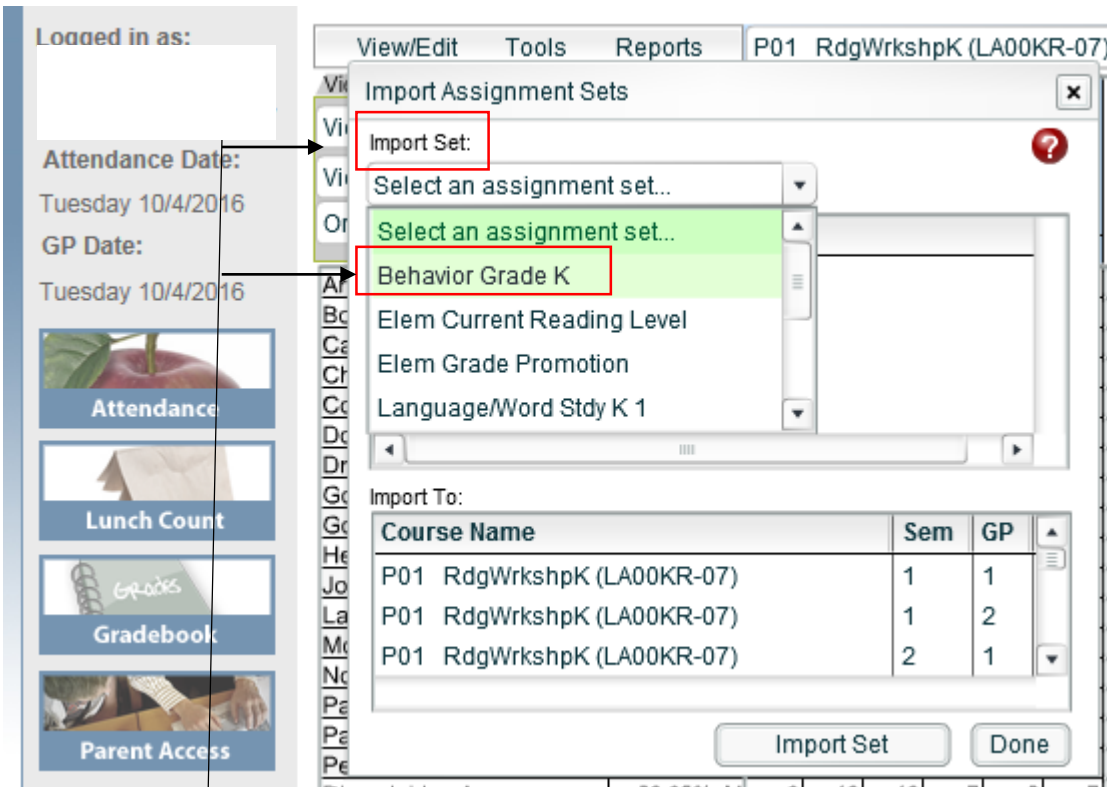 Logged in as:
Attendance Date:
Tuesday 10/4/2016
GP Date:
Tuesday 10/4/2016
Attendance
Lunch Count
GRADES
Gradebook
Parent Access
View/Edit Tools Reports P01 RdgWrkshpK (LA00KR-07)
Import Assignment Sets
Import Set:
Select an assignment set...
Select an assignment set...
Behavior Grade K
Elem Current Reading Level
Elem Grade Promotion
Language/Word Stdy K 1
Import To:
Course Name Sem GP
P01 RdgWrkshpK (LA00KR-07) 1 1
P01 RdgWrkshpK (LA00KR-07) 1 2
P01 RdgWrkshpK (LA00KR-07) 2 1
Import Set Done